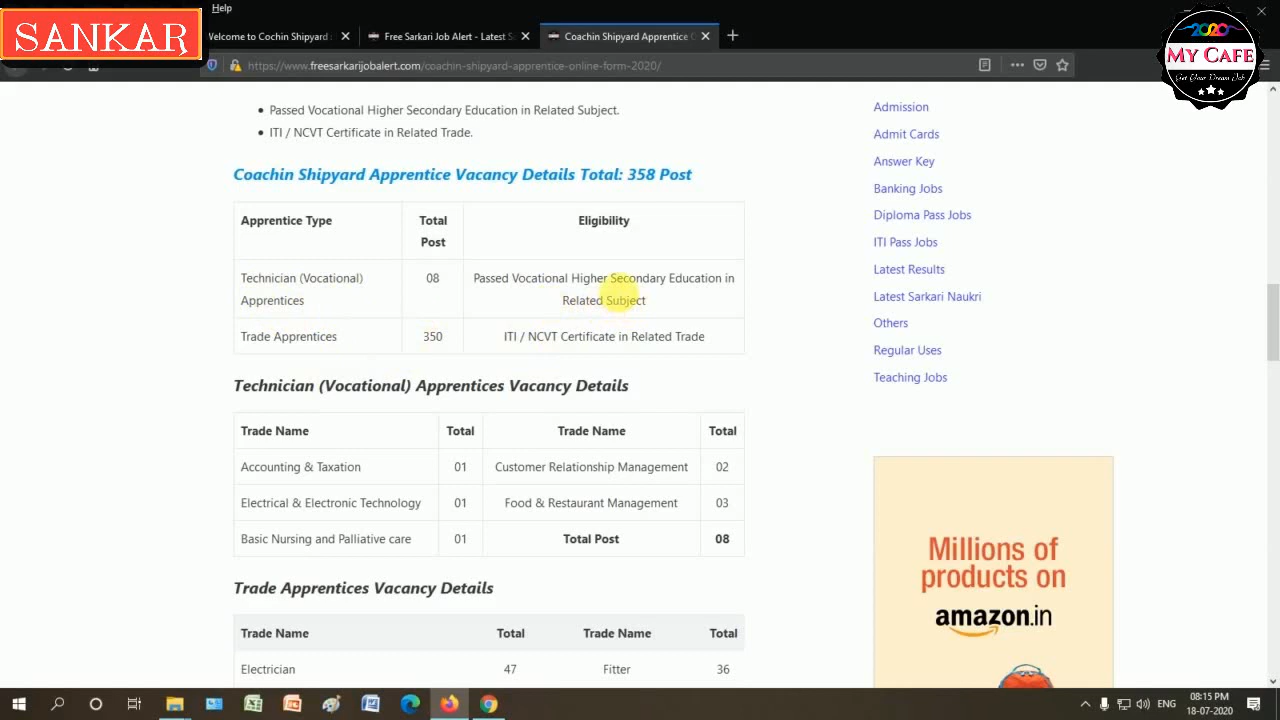 Help
SANKAR
Welcome to Cochin Shipyard
Free Sarkari Job Alert - Latest S
Coachin Shipyard Apprentice O
https://www.freesarkarijobalert.com/coachin-shipyard-apprentice-online-form-2020/
2020
MY CAFE
Get Your Dream Job
Passed Vocational Higher Secondary Education in Related Subject.
ITI / NCVT Certificate in Related Trade.
Coachin Shipyard Apprentice Vacancy Details Total: 358 Post
Apprentice Type Total Post Eligibility
Technician (Vocational) Apprentices 08 Passed Vocational Higher Secondary Education in Related Subject
Trade Apprentices 350 ITI / NCVT Certificate in Related Trade
Technician (Vocational) Apprentices Vacancy Details
Trade Name Total Trade Name Total
Accounting & Taxation 01 Customer Relationship Management 02
Electrical & Electronic Technology 01 Food & Restaurant Management 03
Basic Nursing and Palliative care 01 Total Post 08
Trade Apprentices Vacancy Details
Trade Name Total Trade Name Total
Electrician 47 Fitter 36
Admission
Admit Cards
Answer Key
Banking Jobs
Diploma Pass Jobs
ITI Pass Jobs
Latest Results
Latest Sarkari Naukri
Others
Regular Uses
Teaching Jobs
Millions of
products on
amazon.in
ENG
08:15 PM
18-07-2020